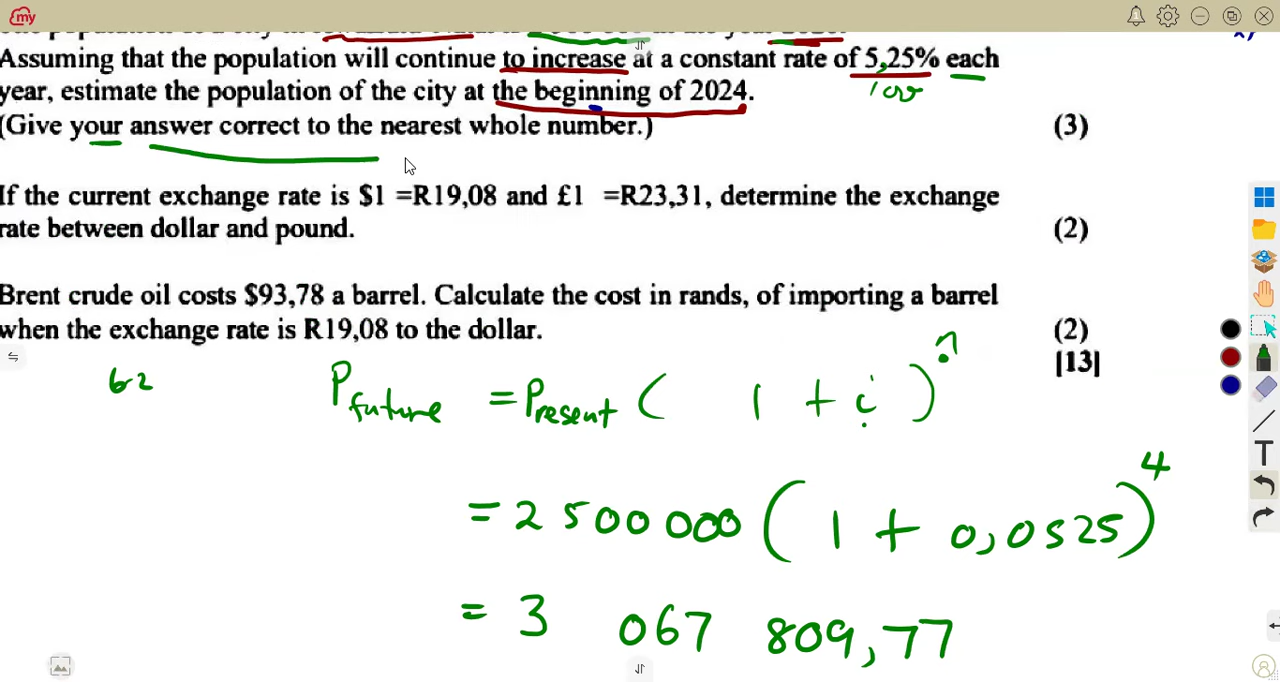 my
Assuming that the population will continue to increase at a constant rate of 5,25% each
100
year, estimate the population of the city at the beginning of 2024.
(Give your answer correct to the nearest whole number.) (3)
If the current exchange rate is $1 =R19,08 and £1 =R23,31, determine the exchange
rate between dollar and pound. (2)
Brent crude oil costs $93,78 a barrel. Calculate the cost in rands, of importing a barrel
when the exchange rate is R19,08 to the dollar. (2)
[13]
6.2 Pfuture = Present ( 1 + i )^n
= 2 500 000 ( 1 + 0,0525 )^4
= 3 067 809,77
T